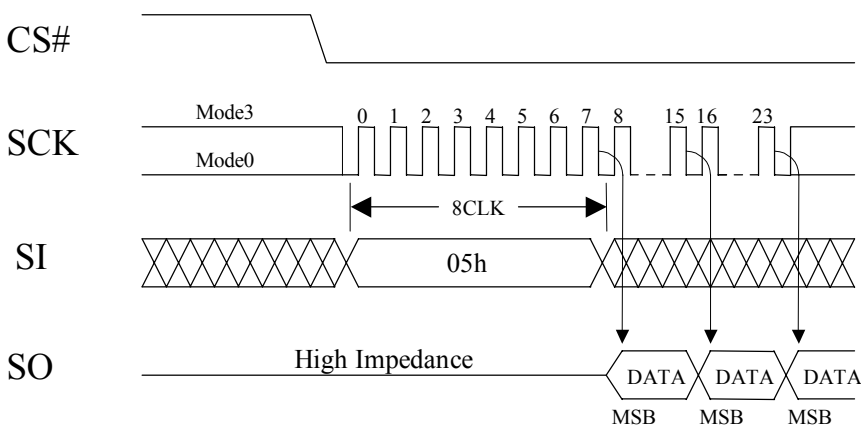 CS#
Mode3 0 1 2 3 4 5 6 7 8 15 16 23
SCK
Mode0
8CLK
SI 05h
High Impedance
SO DATA DATA DATA
MSB MSB MSB